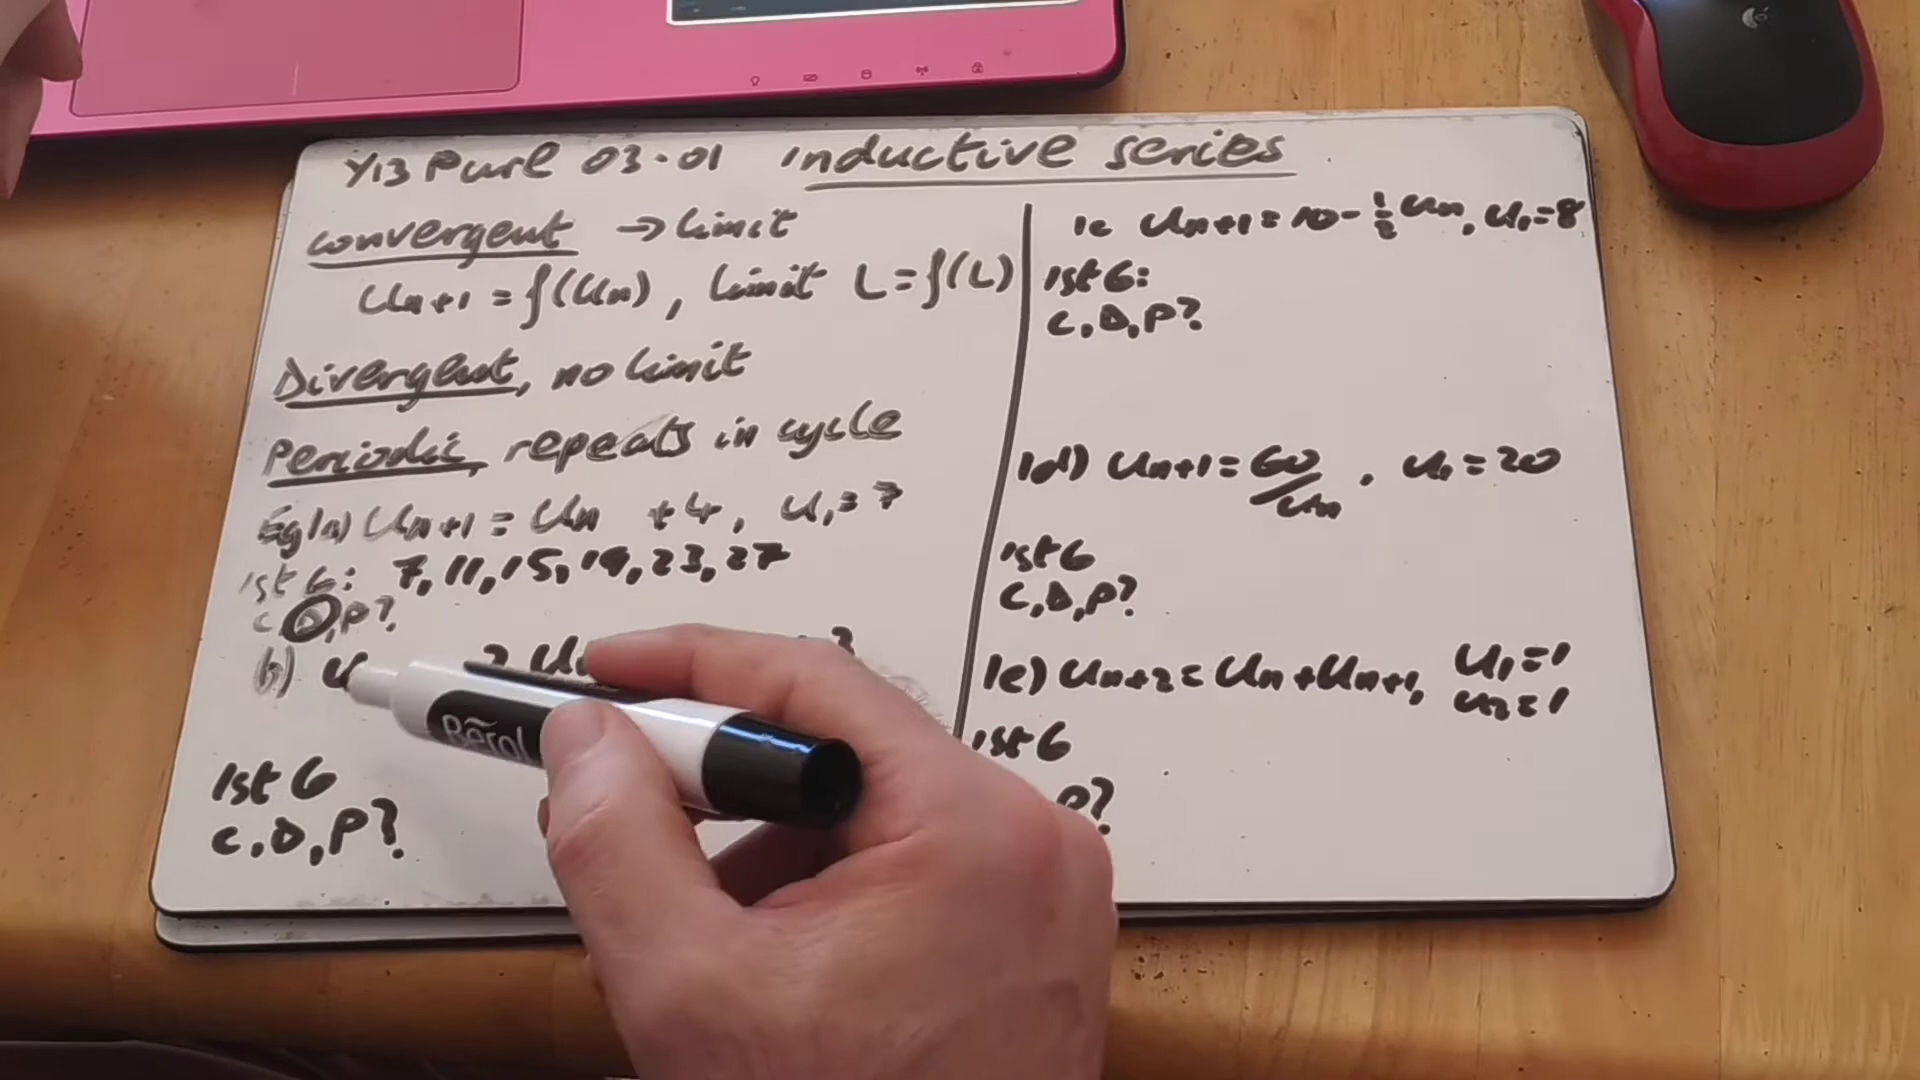 Y13 Pure 03.01 Inductive series
convergent → limit
Un+1 = f(Un), limit L = f(L)
Divergent, no limit
Periodic, repeats in cycle
Eg 1a) Un+1 = Un + 4, U1 = 7
1st 6: 7, 11, 15, 19, 23, 27
C, D, P?
b) U
1st 6
C, D, P?
1c Un+1 = 10 - 1/2 Un, U1 = 8
1st 6:
C, D, P?
1d) Un+1 = 60/Un , U1 = 20
1st 6
C, D, P?
1e) Un+2 = Un + Un+1, U1 = 1
U2 = 1
1st 6
P?
Berol